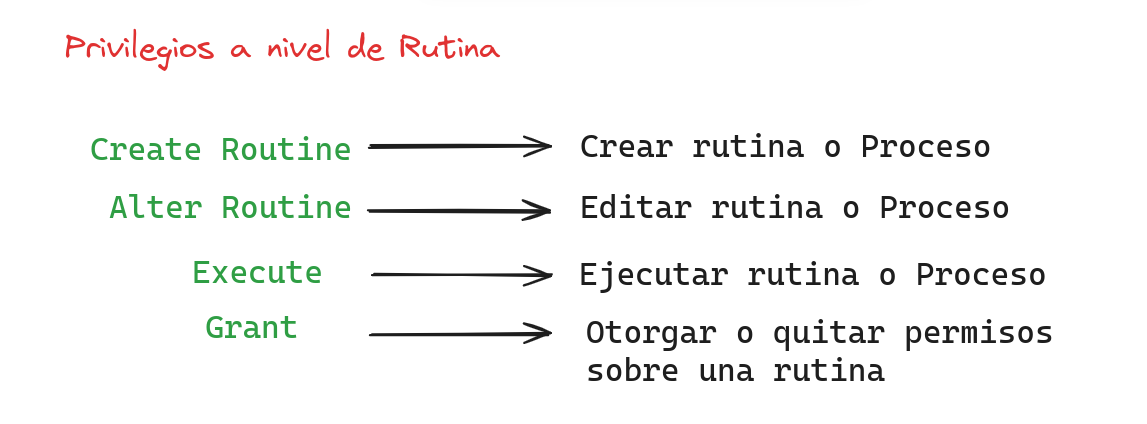 Privilegios a nivel de Rutina
Create Routine Crear rutina o Proceso
Alter Routine Editar rutina o Proceso
Execute Ejecutar rutina o Proceso
Grant Otorgar o quitar permisos
sobre una rutina